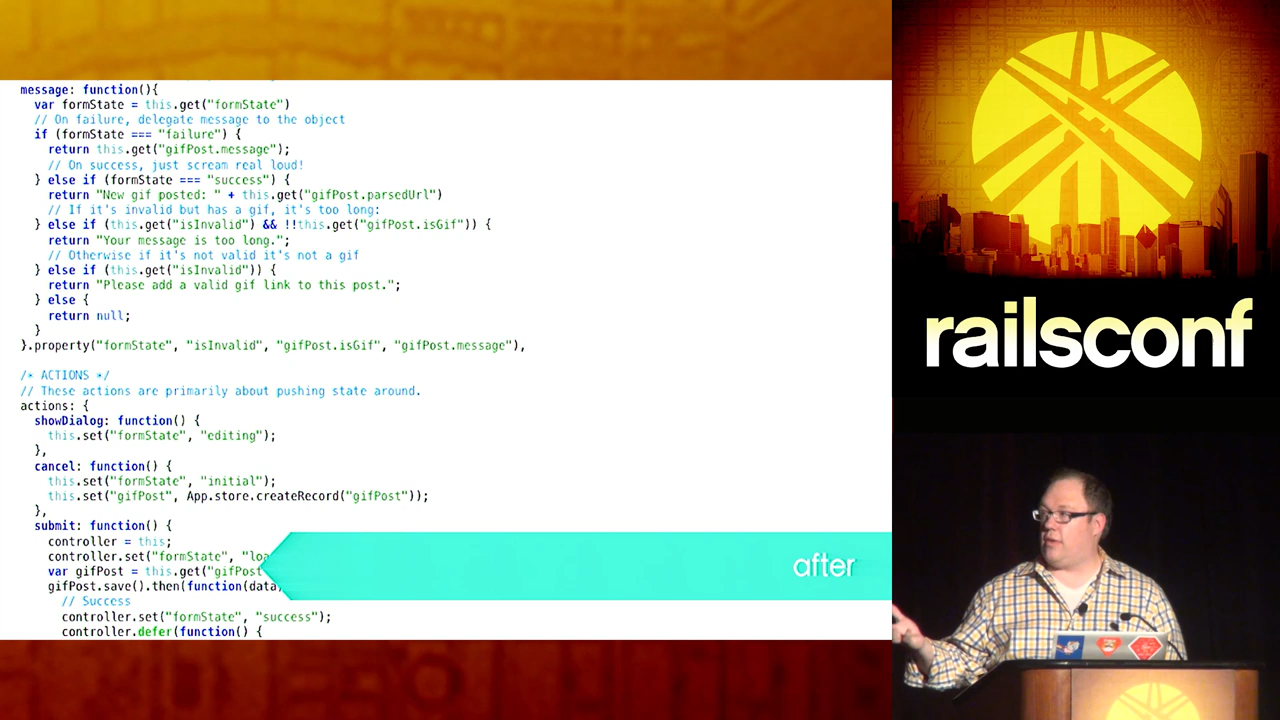 message: function(){
var formState = this.get("formState")
// On failure, delegate message to the object
if (formState === "failure") {
return this.get("gifPost.message");
// On success, just scream real loud!
} else if (formState === "success") {
return "New gif posted: " + this.get("gifPost.parsedUrl")
// If it's invalid but has a gif, it's too long:
} else if (this.get("isInvalid") && !!this.get("gifPost.isGif")) {
return "Your message is too long.";
// Otherwise if it's not valid it's not a gif
} else if (this.get("isInvalid")) {
return "Please add a valid gif link to this post.";
} else {
return null;
}
}.property("formState", "isInvalid", "gifPost.isGif", "gifPost.message"),
/* ACTIONS */
// These actions are primarily about pushing state around.
actions: {
showDialog: function() {
this.set("formState", "editing");
},
cancel: function() {
this.set("formState", "initial");
this.set("gifPost", App.store.createRecord("gifPost"));
},
submit: function() {
controller = this;
controller.set("formState", "loa
var gifPost = this.get("gifPost
gifPost.save().then(function(data
// Success
controller.set("formState", "success");
controller.defer(function() {
after
railsconf